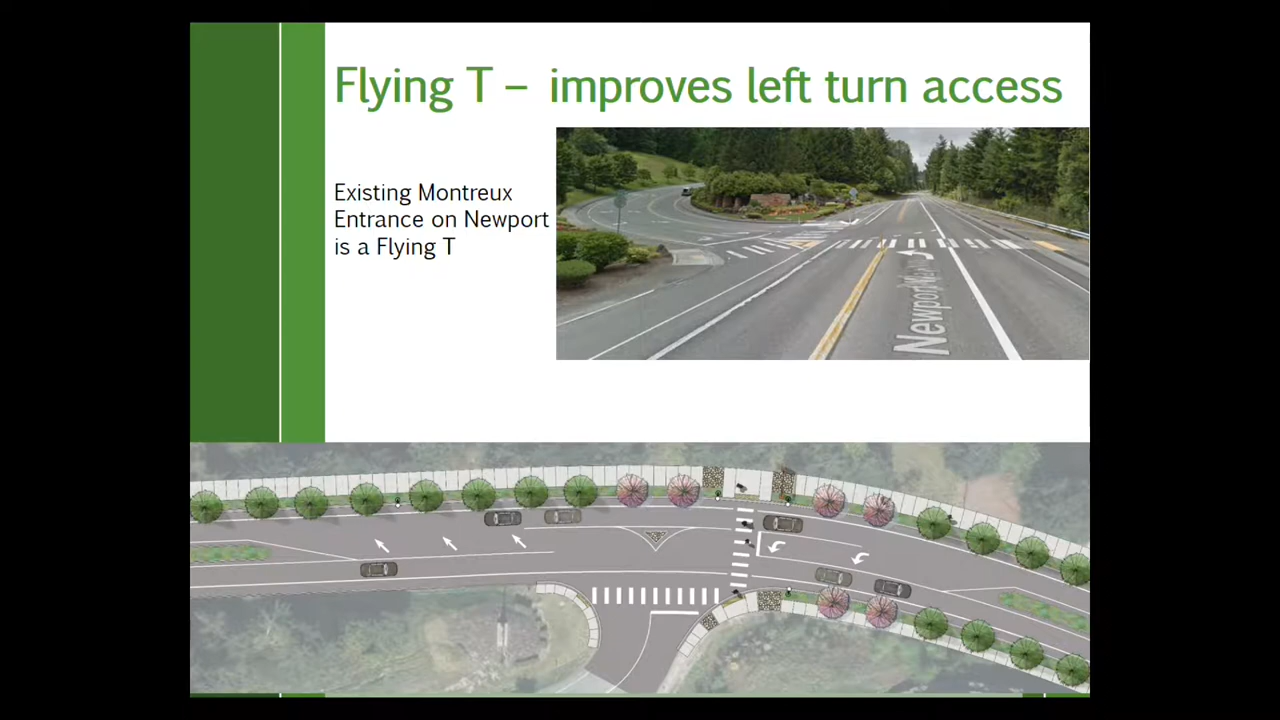 Flying T – improves left turn access
Existing Montreux
Entrance on Newport
is a Flying T
Newport Way